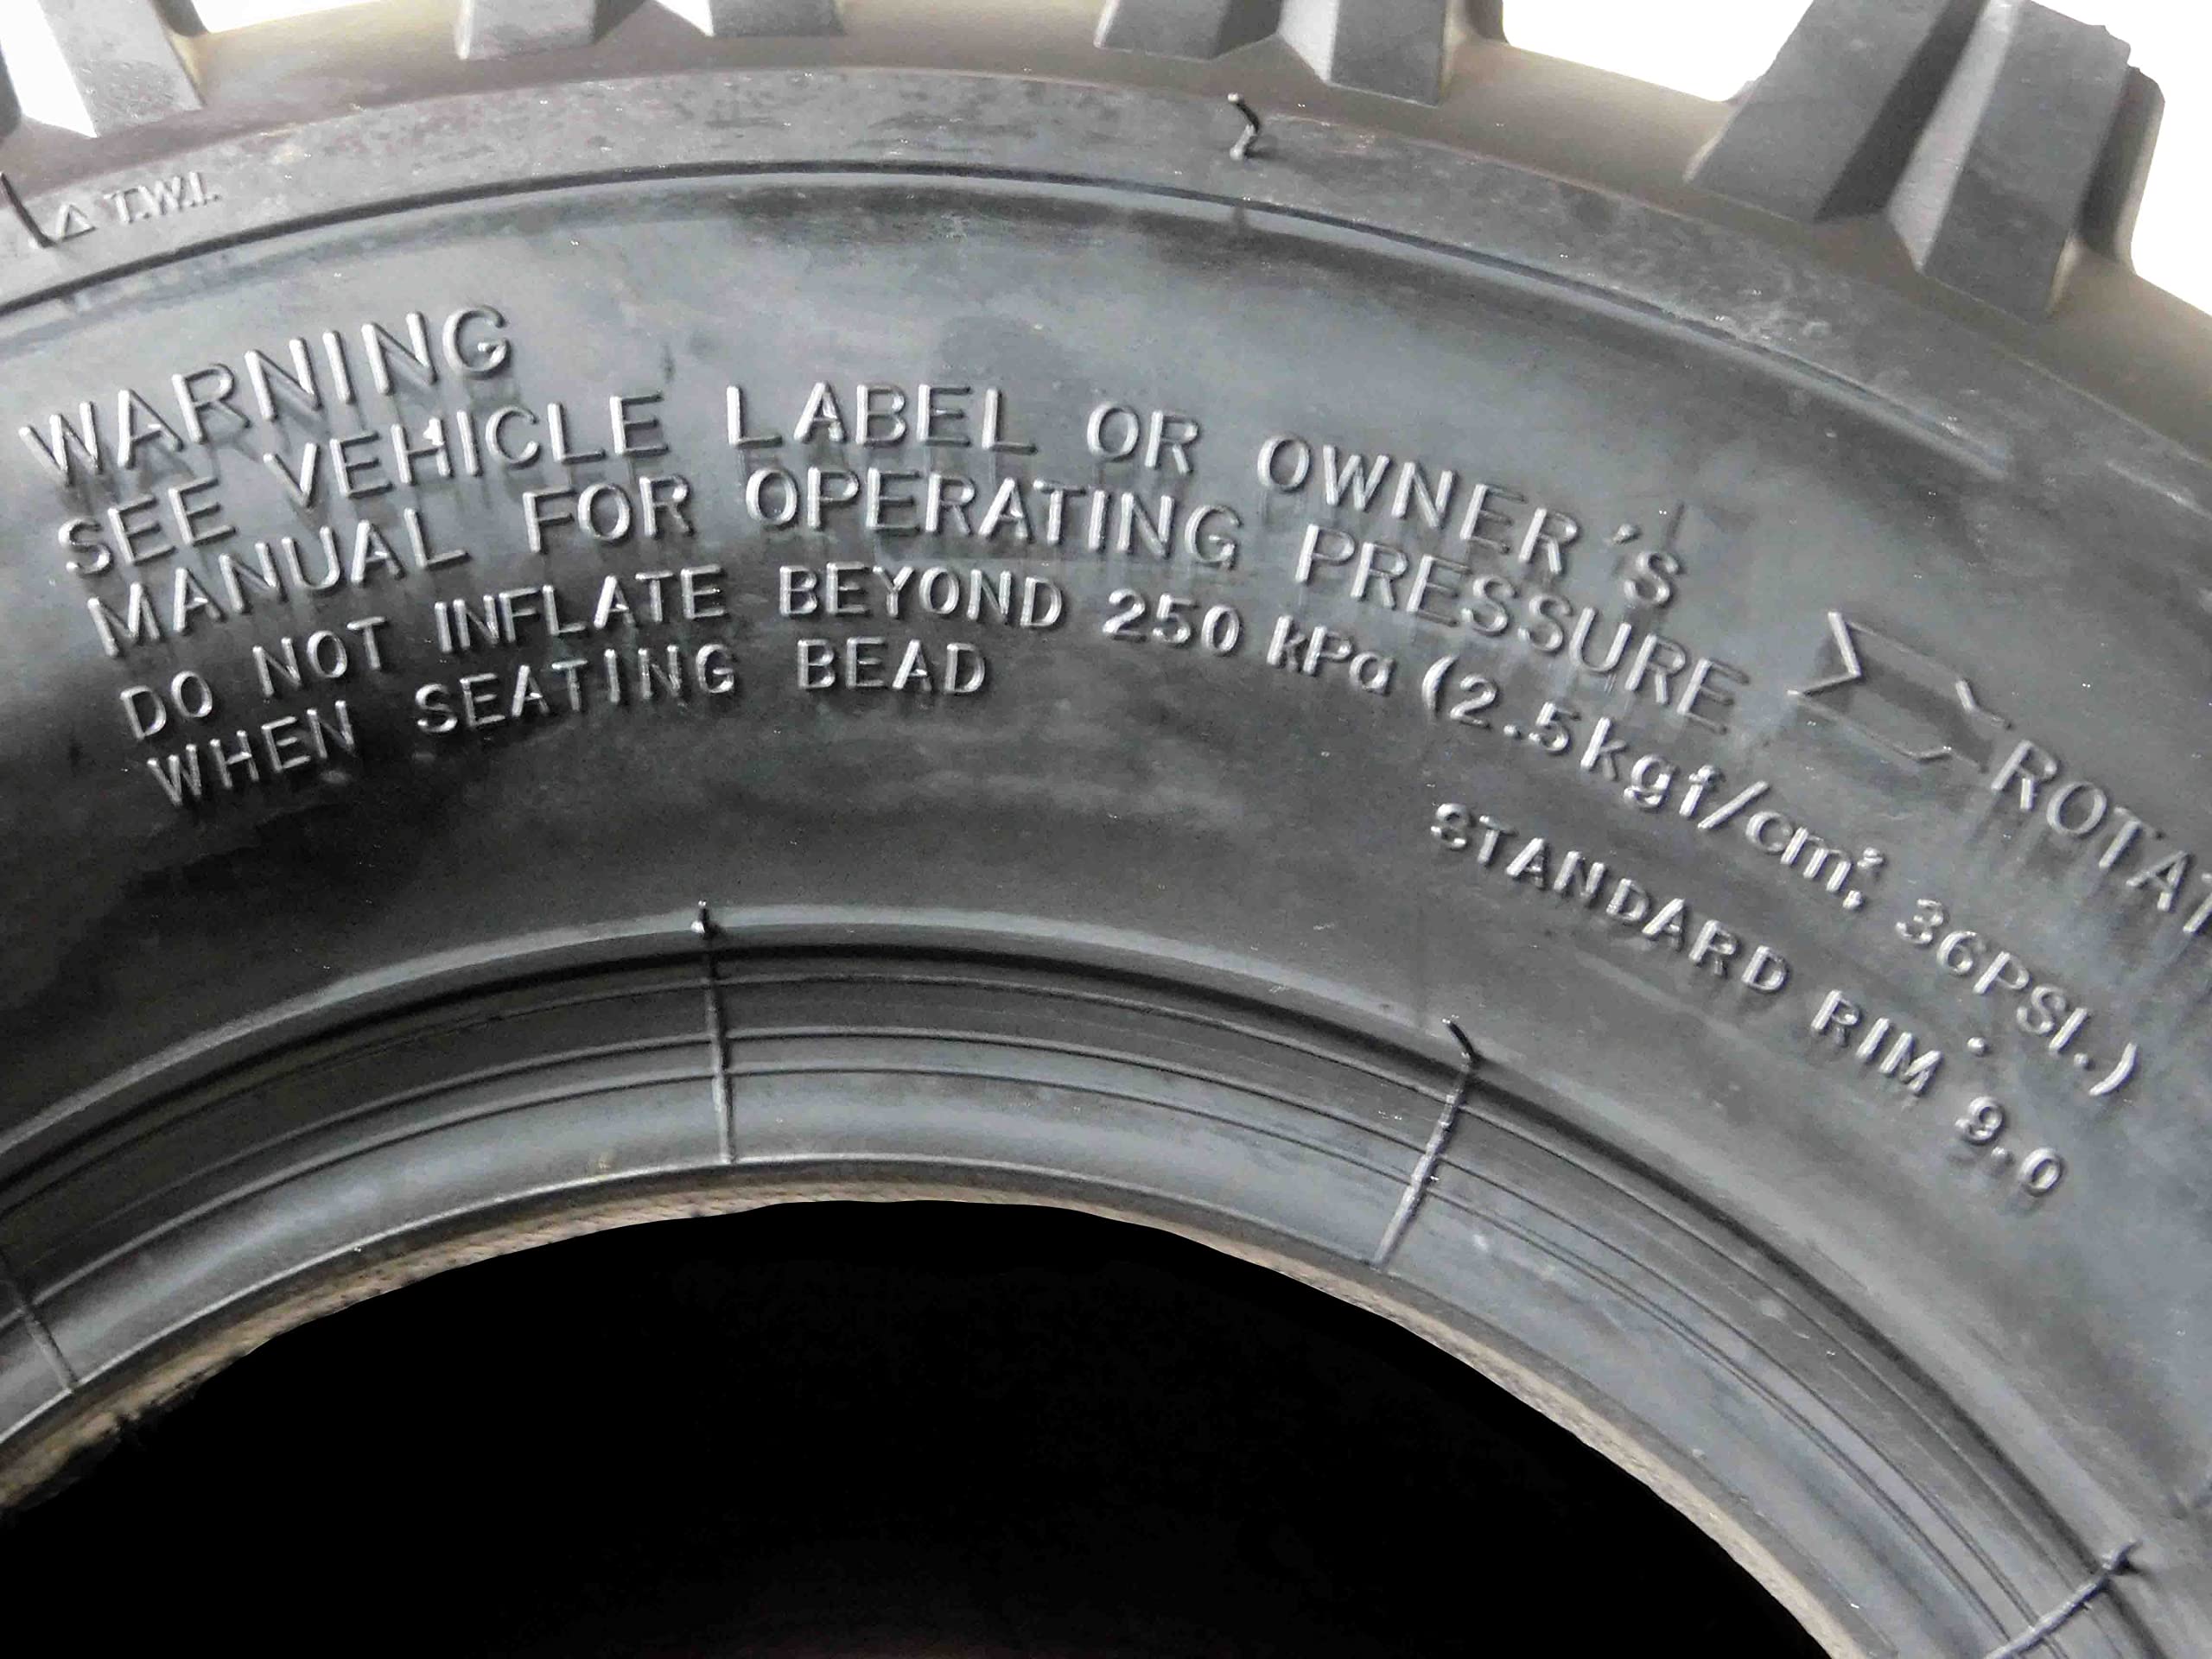 △ T.W.I.
WARNING
SEE VEHICLE LABEL OR OWNER'S
MANUAL FOR OPERATING PRESSURE
DO NOT INFLATE BEYOND 250 kPa (2.5kgf/cm², 36PSI.)
WHEN SEATING BEAD
STANDARD RIM 9.0